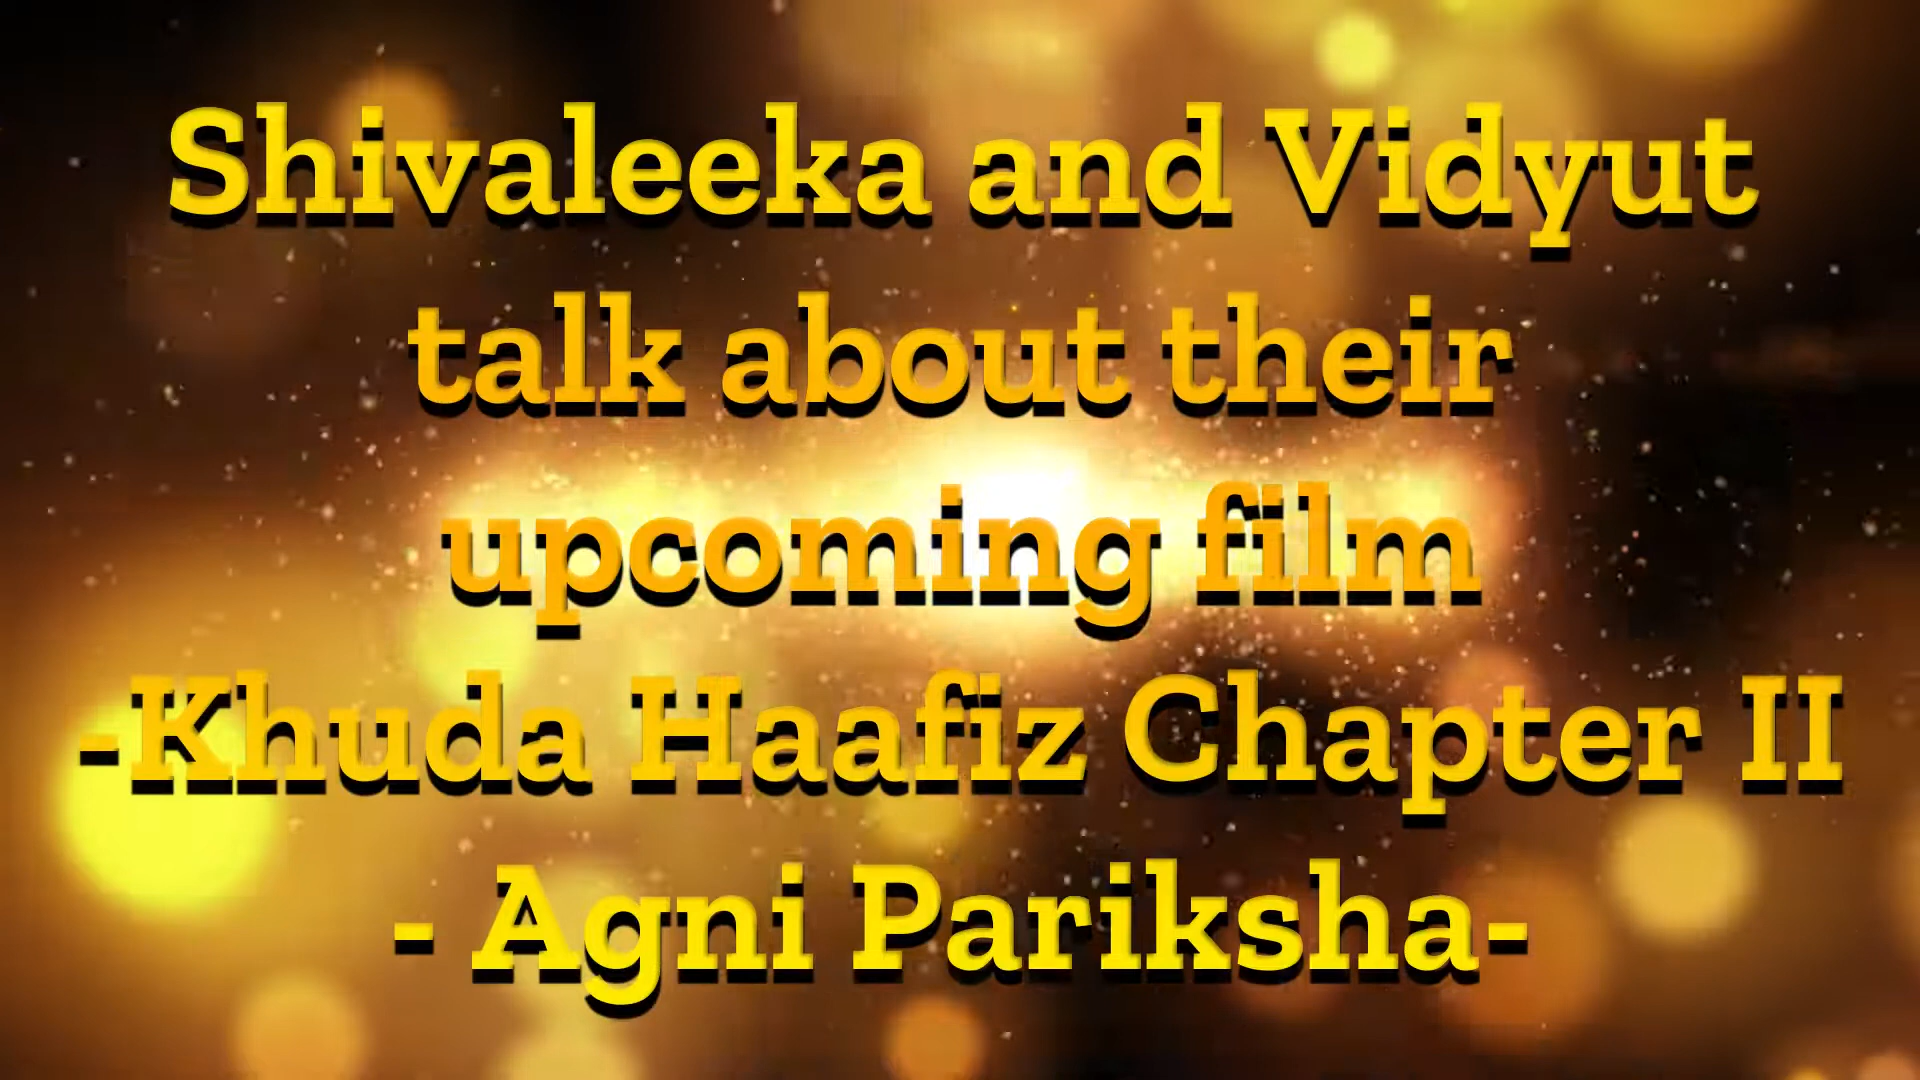 Shivaleeka and Vidyut
talk about their
upcoming film
-Khuda Haafiz Chapter II
- Agni Pariksha-